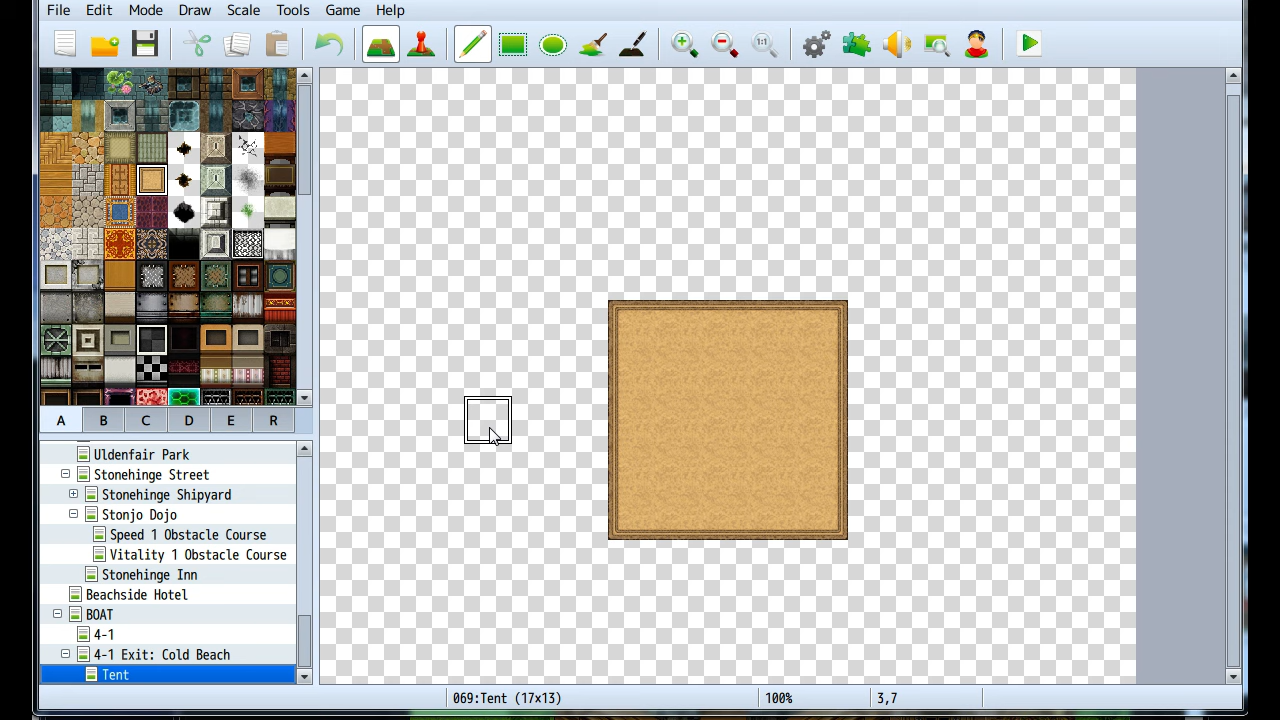 File Edit Mode Draw Scale Tools Game Help
1:1
A B C D E R
Uldenfair Park
Stonehinge Street
Stonehinge Shipyard
Stonjo Dojo
Speed 1 Obstacle Course
Vitality 1 Obstacle Course
Stonehinge Inn
Beachside Hotel
BOAT
4-1
4-1 Exit: Cold Beach
Tent
069:Tent (17x13) 100% 3,7